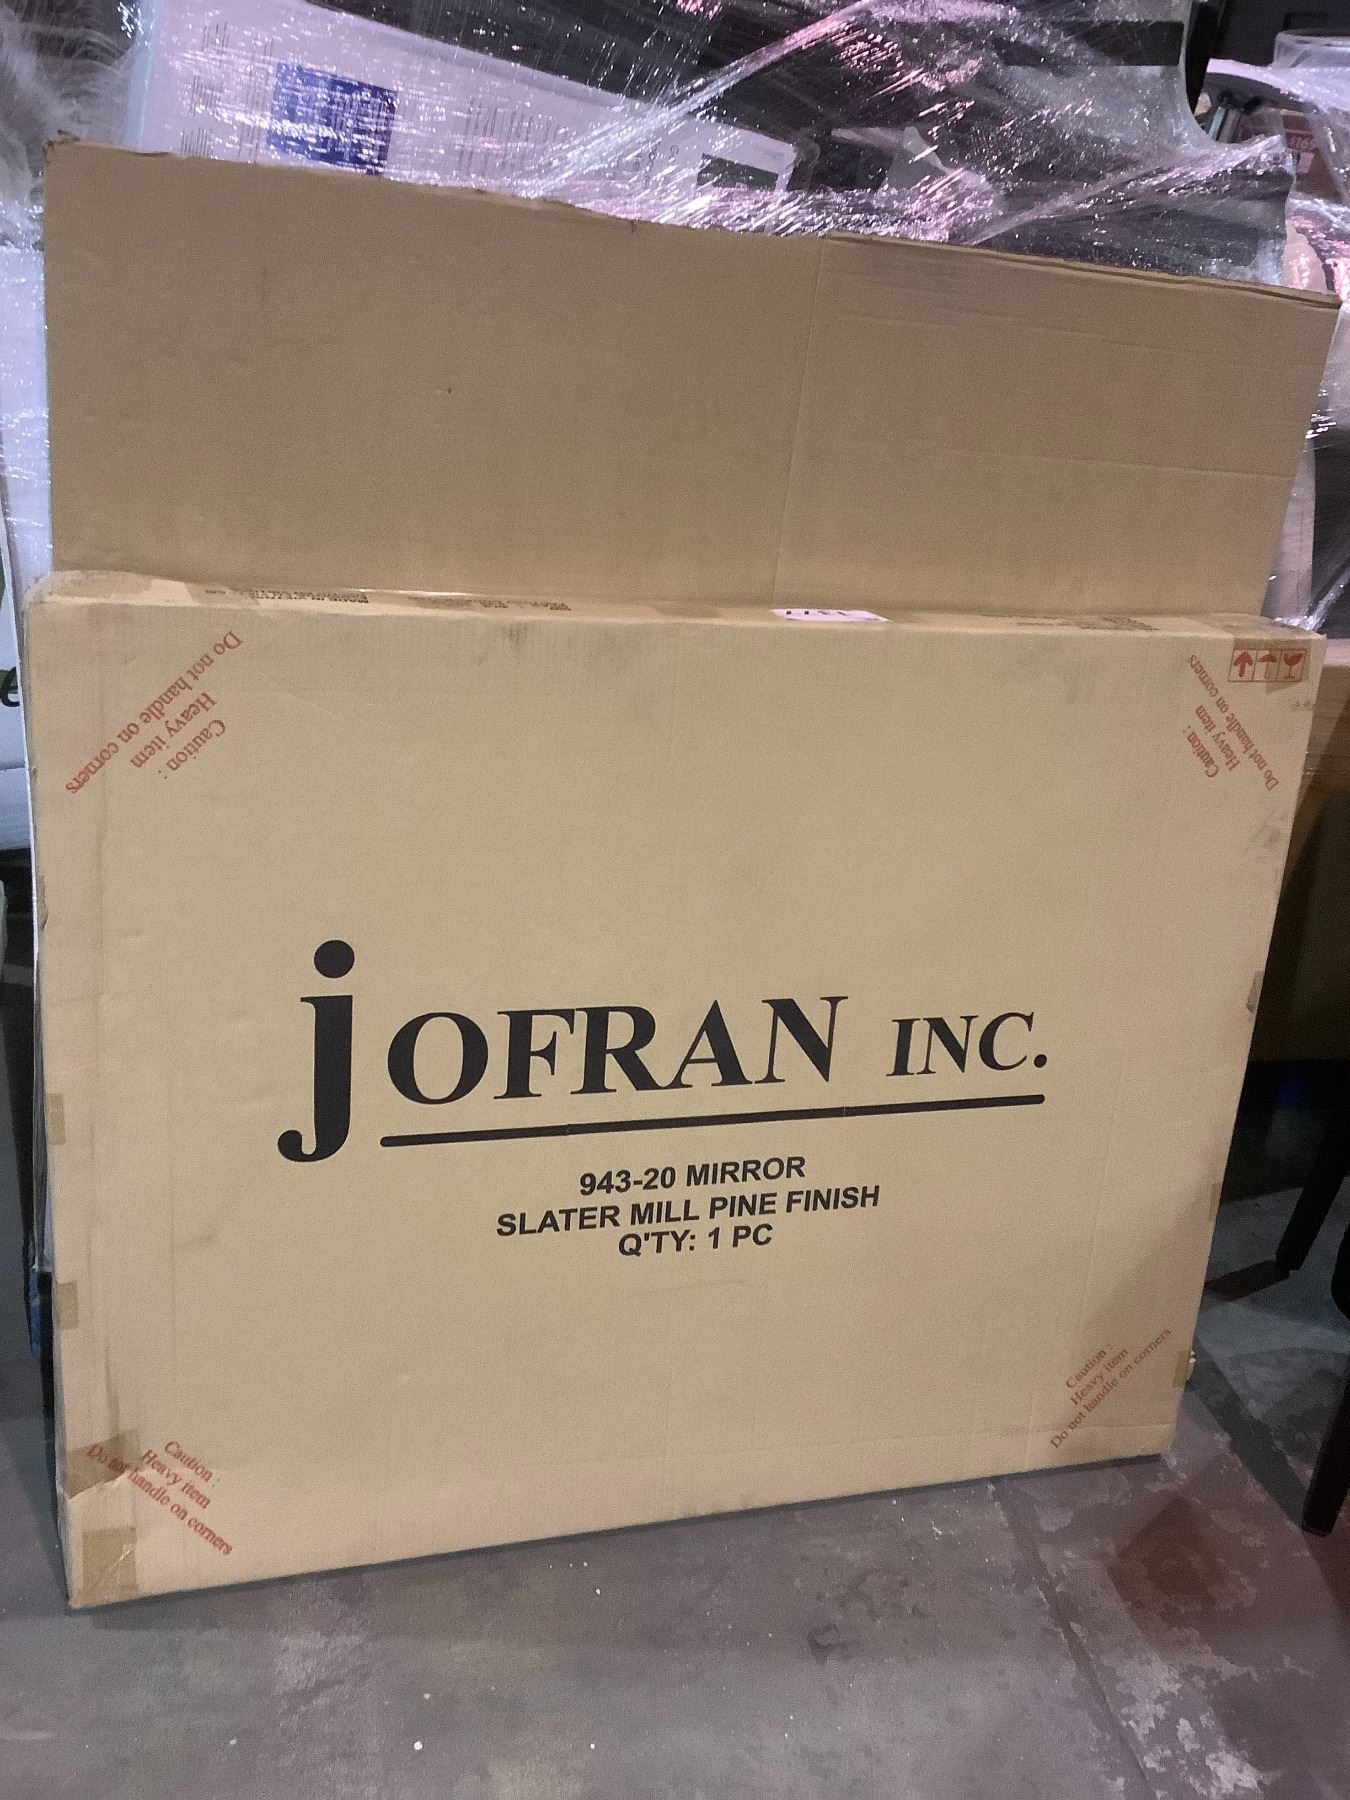 Do not handle on corners
Heavy item
Caution :
Do not handle on corners
Heavy item
Caution :
jOFRAN INC.
943-20 MIRROR
SLATER MILL PINE FINISH
Q'TY: 1 PC
Caution :
Heavy item
Do not handle on corners
Caution :
Heavy item
Do not handle on corners